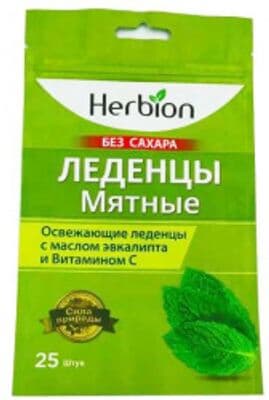 Herbion
БЕЗ САХАРА
ЛЕДЕНЦЫ
Мятные
Освежающие леденцы
с маслом эвкалипта
и Витамином С
Сила
природы
25 штук